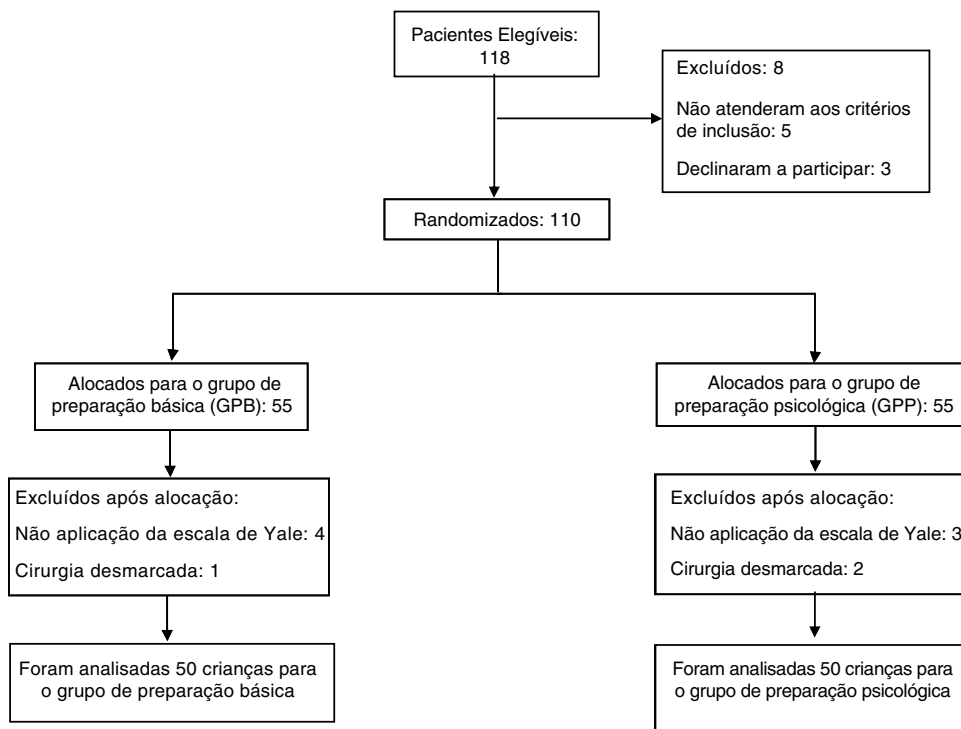 Pacientes Elegíveis:
118
Excluídos: 8
Não atenderam aos critérios
de inclusão: 5
Declinaram a participar: 3
Randomizados: 110
Alocados para o grupo de
preparação básica (GPB): 55
Alocados para o grupo de
preparação psicológica (GPP): 55
Excluídos após alocação:
Não aplicação da escala de Yale: 4
Cirurgia desmarcada: 1
Excluídos após alocação:
Não aplicação da escala de Yale: 3
Cirurgia desmarcada: 2
Foram analisadas 50 crianças para
o grupo de preparação básica
Foram analisadas 50 crianças para
o grupo de preparação psicológica